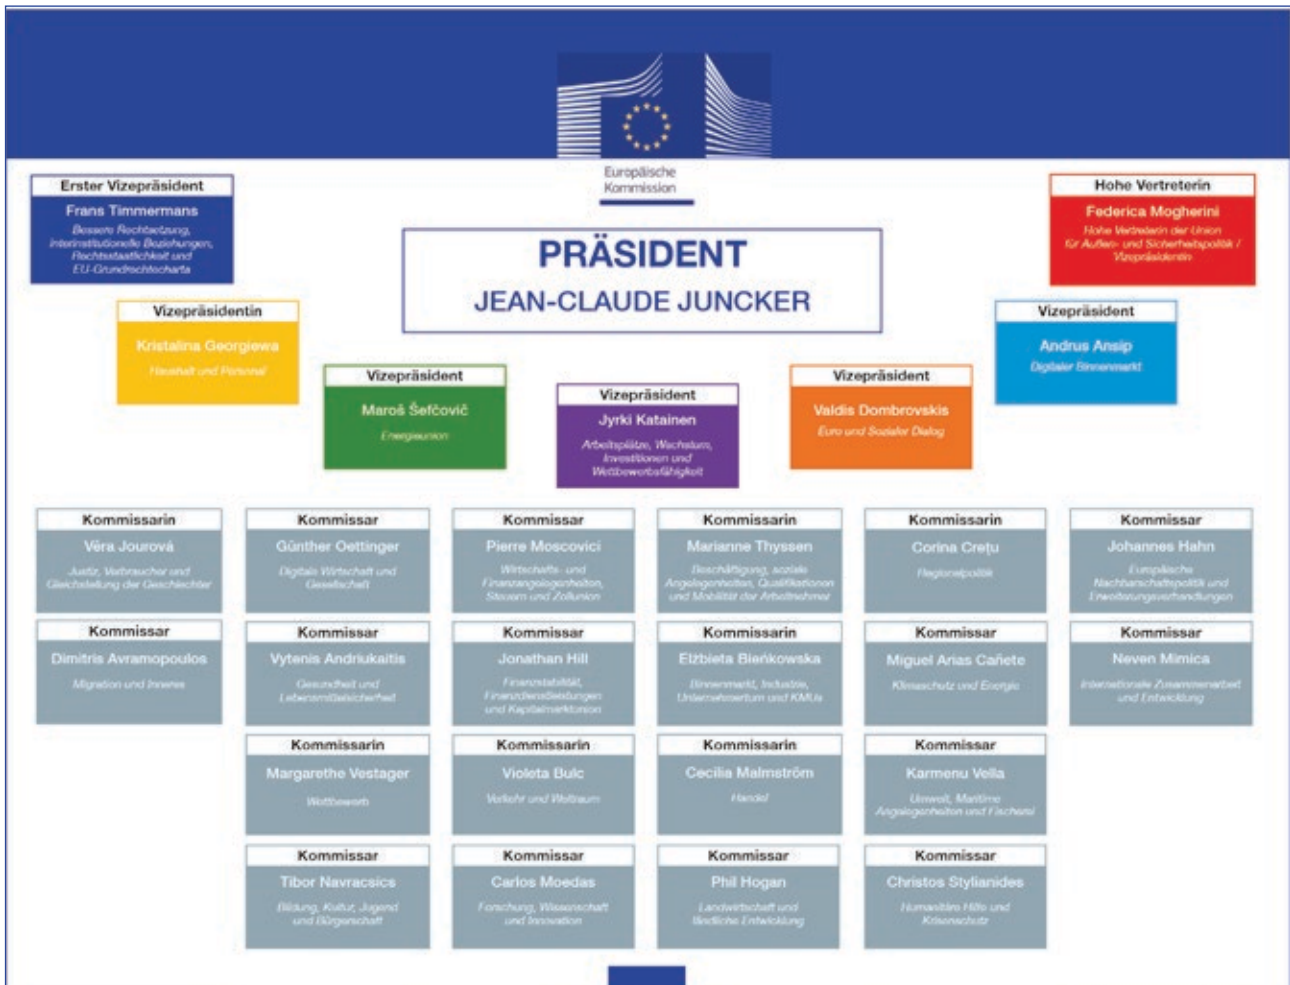 Europäische
Kommission
Erster Vizepräsident
Frans Timmermans
Bessere Rechtsetzung,
Interinstitutionelle Beziehungen,
Rechtsstaatlichkeit und
EU-Grundrechtecharta
Hohe Vertreterin
Federica Mogherini
Hohe Vertreterin der Union
für Außen- und Sicherheitspolitik /
Vizepräsidentin
PRÄSIDENT
JEAN-CLAUDE JUNCKER
Vizepräsidentin
Kristalina Georgiewa
Haushalt und Personal
Vizepräsident
Andrus Ansip
Digitaler Binnenmarkt
Vizepräsident
Maroš Šefčovič
Energieunion
Vizepräsident
Jyrki Katainen
Arbeitsplätze, Wachstum,
Investitionen und
Wettbewerbsfähigkeit
Vizepräsident
Valdis Dombrovskis
Euro und Sozialer Dialog
Kommissarin
Věra Jourová
Justiz, Verbraucher und
Gleichstellung der Geschlechter
Kommissar
Günther Oettinger
Digitale Wirtschaft und
Gesellschaft
Kommissar
Pierre Moscovici
Wirtschafts- und
Finanzangelegenheiten,
Steuern und Zollunion
Kommissarin
Marianne Thyssen
Beschäftigung, soziale
Angelegenheiten, Qualifikationen
und Mobilität der Arbeitnehmer
Kommissarin
Corina Crețu
Regionalpolitik
Kommissar
Johannes Hahn
Europäische
Nachbarschaftspolitik und
Erweiterungsverhandlungen
Kommissar
Dimitris Avramopoulos
Migration und Inneres
Kommissar
Vytenis Andriukaitis
Gesundheit und
Lebensmittelsicherheit
Kommissar
Jonathan Hill
Finanzstabilität,
Finanzdienstleistungen
und Kapitalmarktunion
Kommissarin
Elżbieta Bieńkowska
Binnenmarkt, Industrie,
Unternehmertum und KMUs
Kommissar
Miguel Arias Cañete
Klimaschutz und Energie
Kommissar
Neven Mimica
Internationale Zusammenarbeit
und Entwicklung
Kommissarin
Margarethe Vestager
Wettbewerb
Kommissarin
Violeta Bulc
Verkehr und Weltraum
Kommissarin
Cecilia Malmström
Handel
Kommissar
Karmenu Vella
Umwelt, Maritime
Angelegenheiten und Fischerei
Kommissar
Tibor Navracsics
Bildung, Kultur, Jugend
und Bürgerschaft
Kommissar
Carlos Moedas
Forschung, Wissenschaft
und Innovation
Kommissar
Phil Hogan
Landwirtschaft und
ländliche Entwicklung
Kommissar
Christos Stylianides
Humanitäre Hilfe und
Krisenschutz